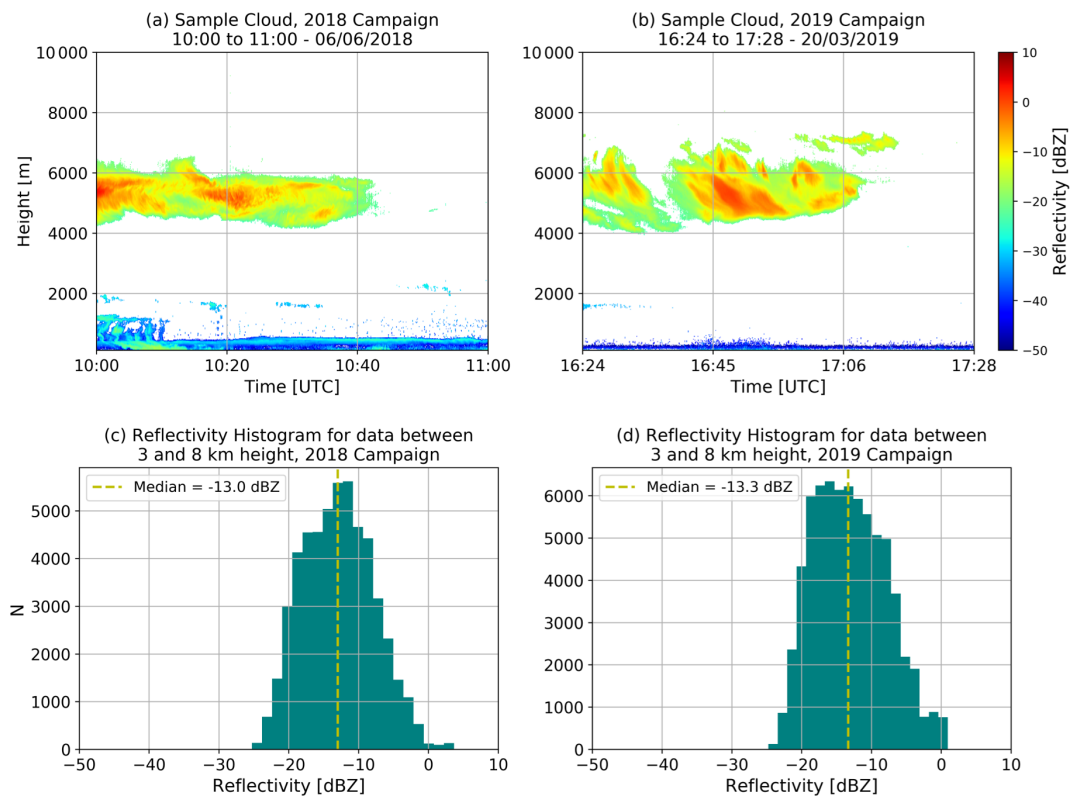 (a) Sample Cloud, 2018 Campaign
10:00 to 11:00 - 06/06/2018
(b) Sample Cloud, 2019 Campaign
16:24 to 17:28 - 20/03/2019
10 000
8000
6000
4000
2000
Height [m]
10:00 10:20 10:40 11:00
Time [UTC]
10 000
8000
6000
4000
2000
16:24 16:45 17:06 17:28
Time [UTC]
10
0
−10
−20
−30
−40
−50
Reflectivity [dBZ]
(c) Reflectivity Histogram for data between
3 and 8 km height, 2018 Campaign
Median = -13.0 dBZ
5000
4000
3000
2000
1000
0
N
−50 −40 −30 −20 −10 0 10
Reflectivity [dBZ]
(d) Reflectivity Histogram for data between
3 and 8 km height, 2019 Campaign
Median = -13.3 dBZ
6000
5000
4000
3000
2000
1000
0
−50 −40 −30 −20 −10 0 10
Reflectivity [dBZ]